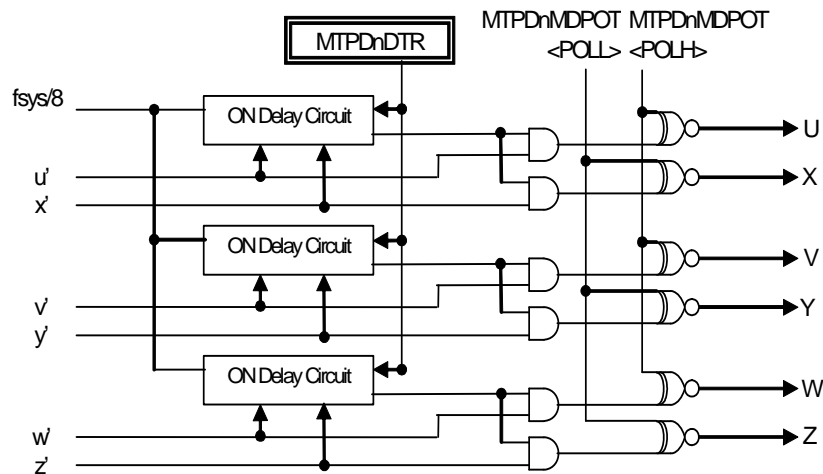 MTPDnMDPOT MTPDnMDPOT
<POLL> <POLH>
MTPDnDTR
fsys/8
ON Delay Circuit
U
u'
X
x'
ON Delay Circuit
V
v'
Y
y'
ON Delay Circuit
W
w'
Z
z'